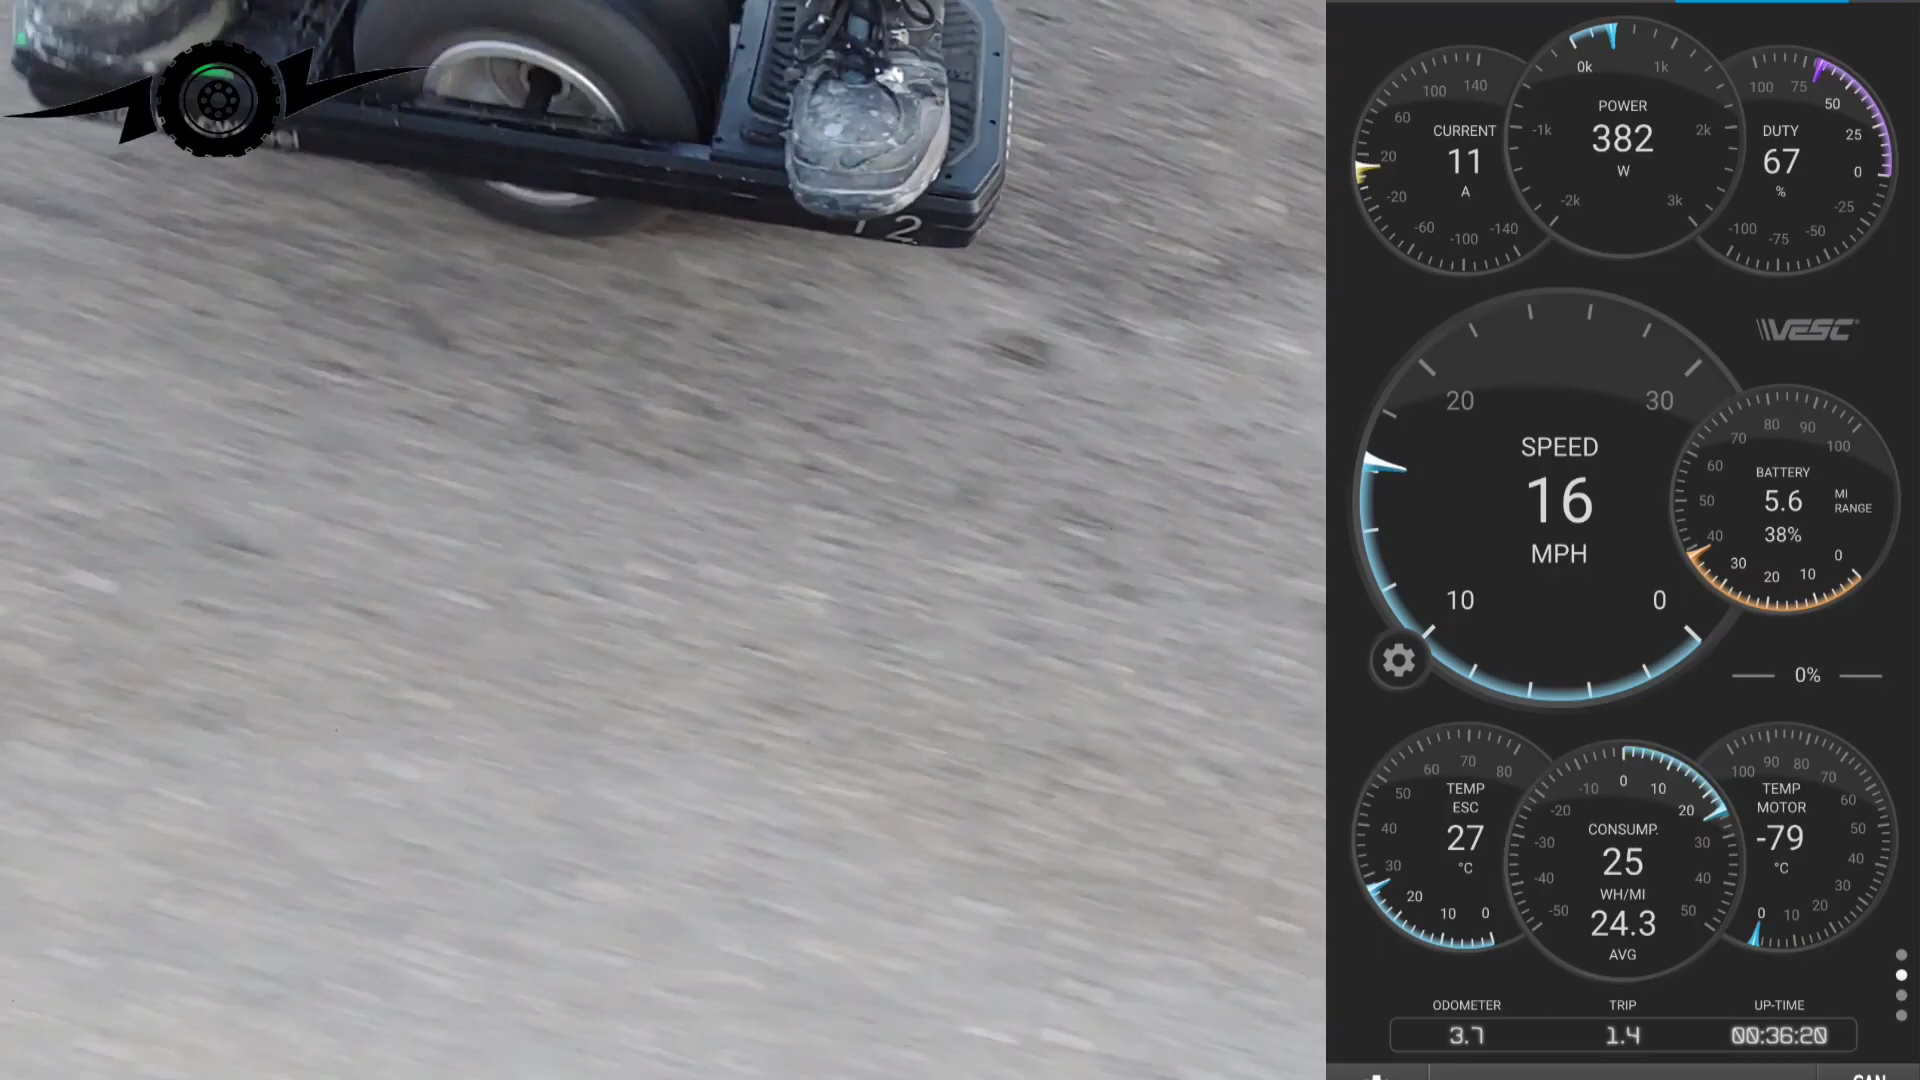 12
CURRENT
11
A
140
100
60
20
-20
-60
-100
-140
POWER
382
W
0k
1k
-1k
2k
-2k
3k
DUTY
67
%
100
75
50
25
0
-25
-50
-75
-100
VESC
SPEED
16
MPH
20
30
10
0
BATTERY
5.6
MI
RANGE
38%
80
90
70
100
60
50
40
30
20
10
0
0%
TEMP
ESC
27
°C
70
60
80
50
40
30
20
10
0
CONSUMP.
25
WH/MI
24.3
AVG
0
-10
10
-20
20
-30
30
-40
40
-50
50
TEMP
MOTOR
-79
°C
90
80
100
70
60
50
40
30
20
10
0
ODOMETER
TRIP
UP-TIME
3.7
1.4
00:36:20
CAN